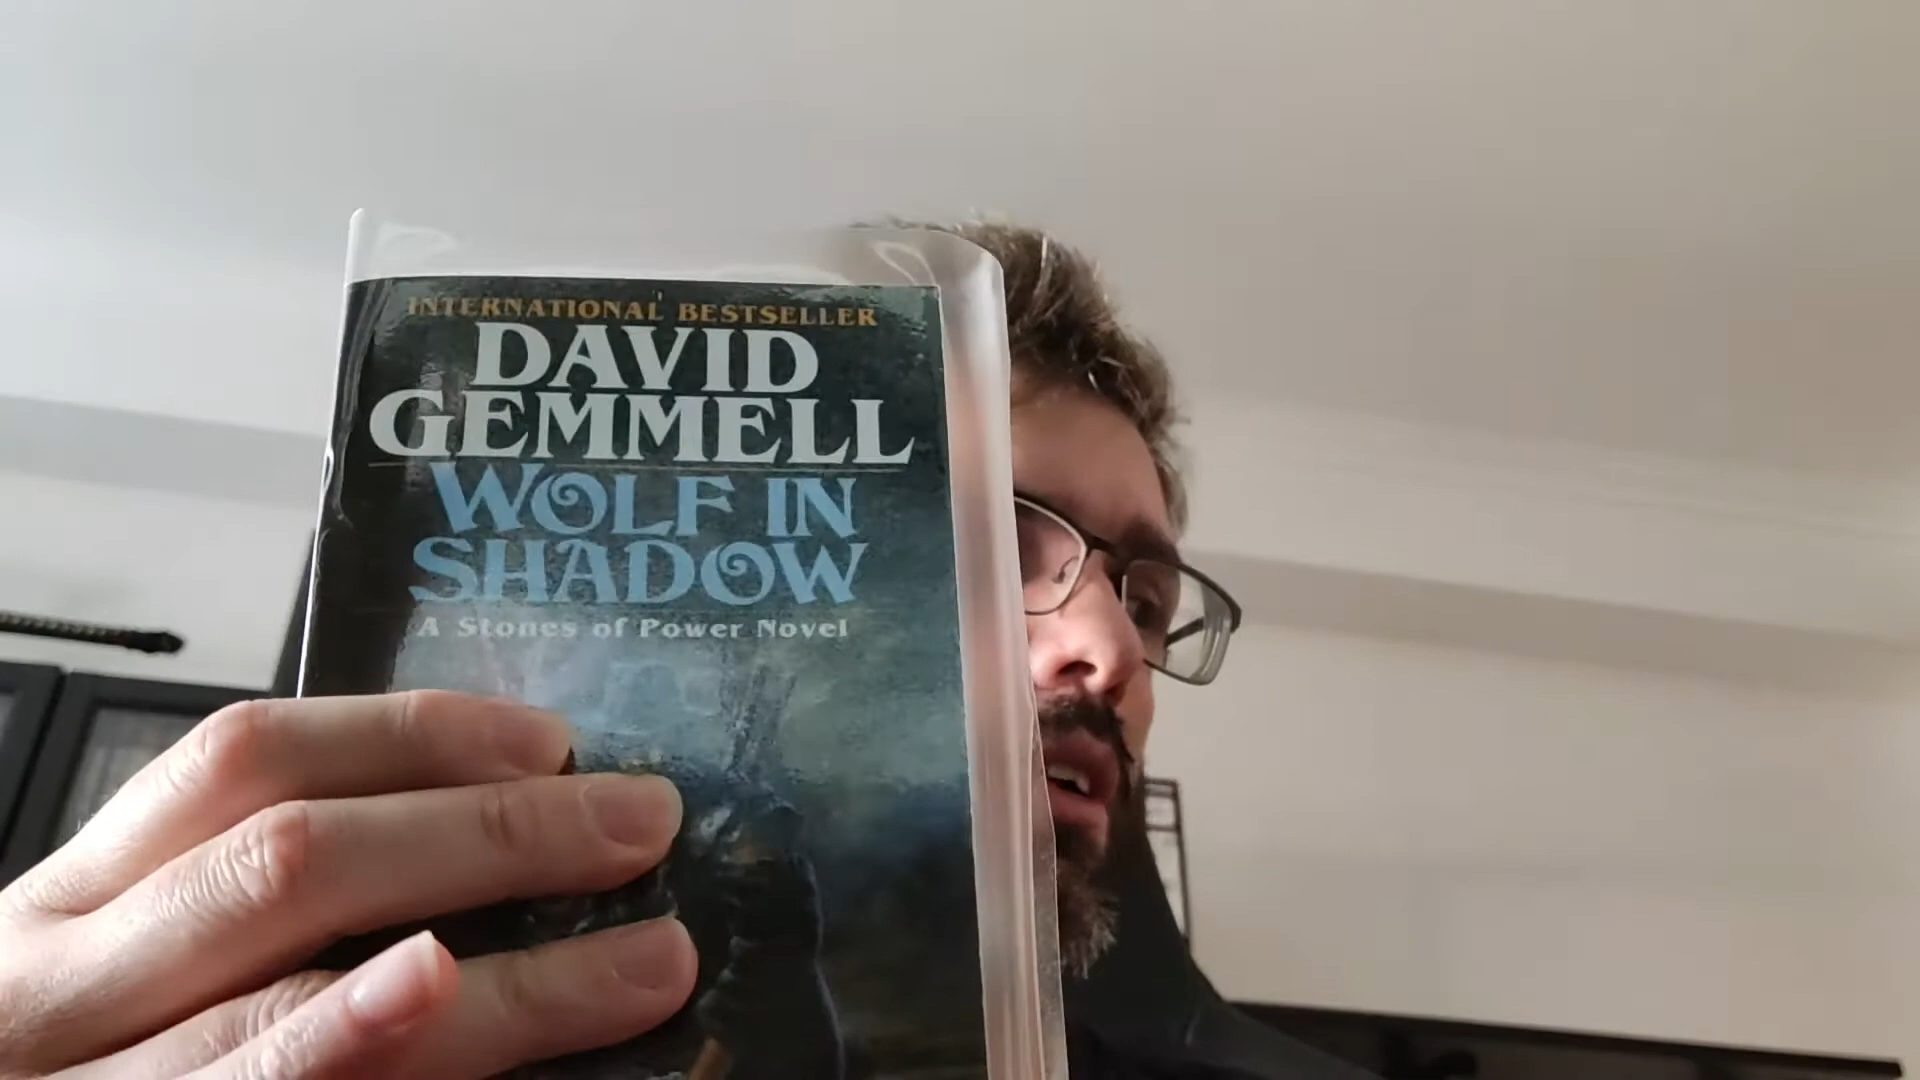 INTERNATIONAL BESTSELLER
DAVID
GEMMELL
WOLF IN
SHADOW
A Stones of Power Novel